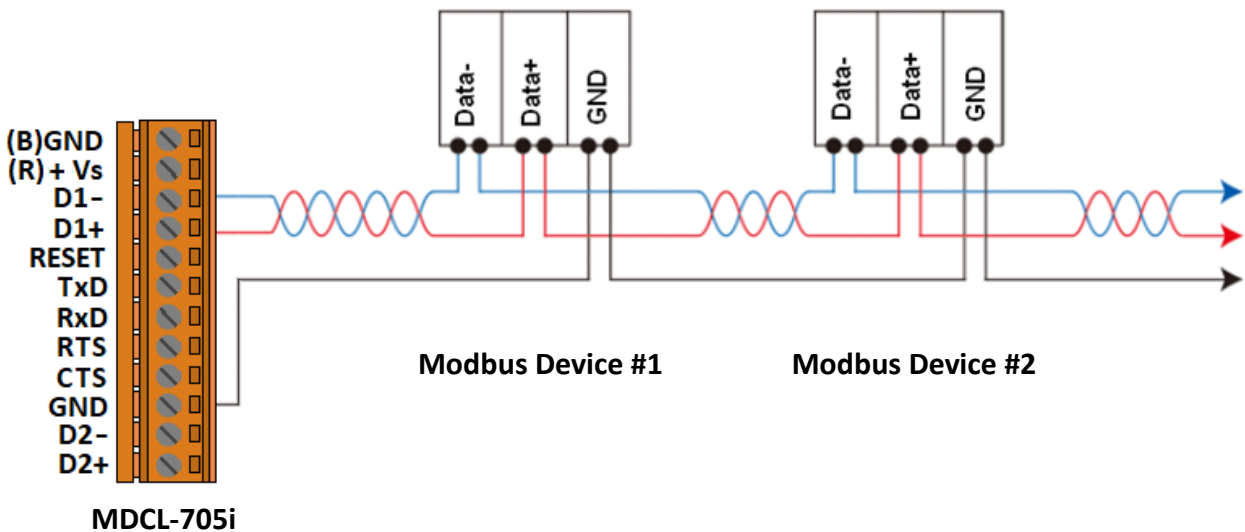 (B)GND
(R) + Vs
D1-
D1+
RESET
TxD
RxD
RTS
CTS
GND
D2-
D2+
MDCL-705i
Data-
Data+
GND
Modbus Device #1
Data-
Data+
GND
Modbus Device #2